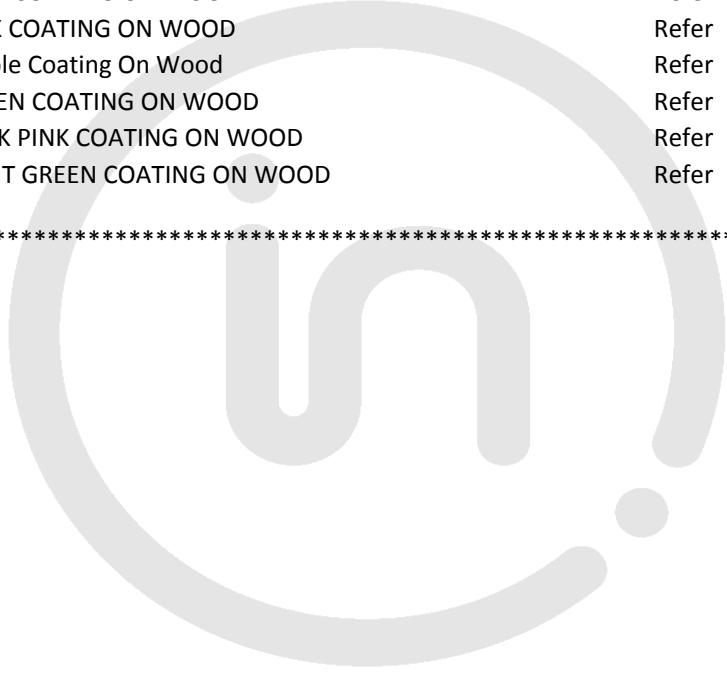 K COATING ON WOOD Refer
Coating On Wood Refer
EN COATING ON WOOD Refer
K PINK COATING ON WOOD Refer
T GREEN COATING ON WOOD Refer
*******************************************************
in